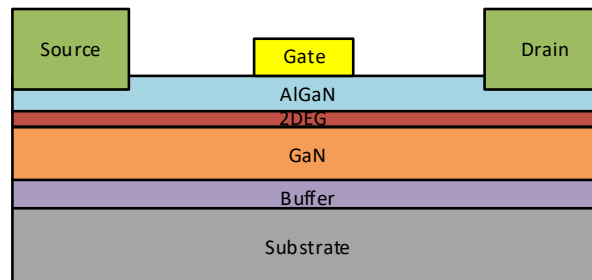 Source
Gate
Drain
AlGaN
2DEG
GaN
Buffer
Substrate